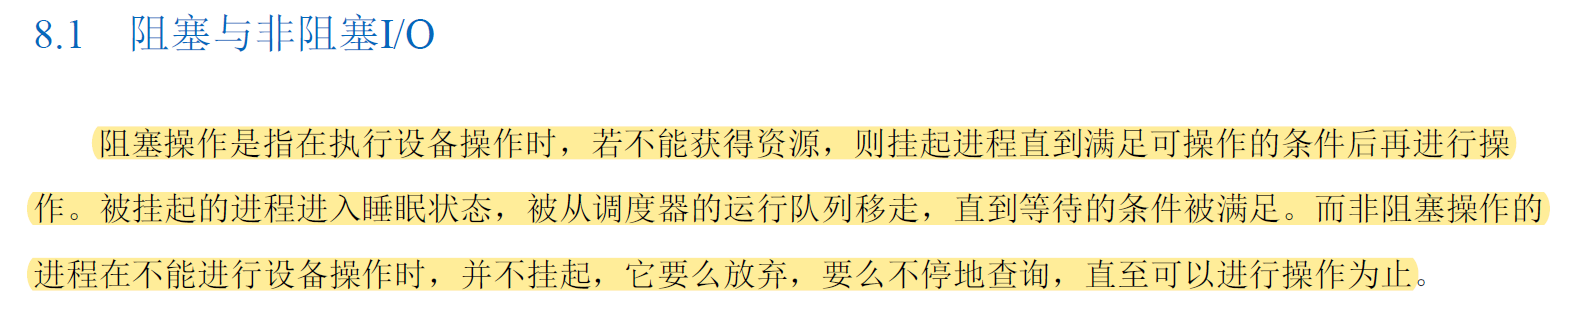 8.1 阻塞与非阻塞I/O
阻塞操作是指在执行设备操作时，若不能获得资源，则挂起进程直到满足可操作的条件后再进行操
作。被挂起的进程进入睡眠状态，被从调度器的运行队列移走，直到等待的条件被满足。而非阻塞操作的
进程在不能进行设备操作时，并不挂起，它要么放弃，要么不停地查询，直至可以进行操作为止。